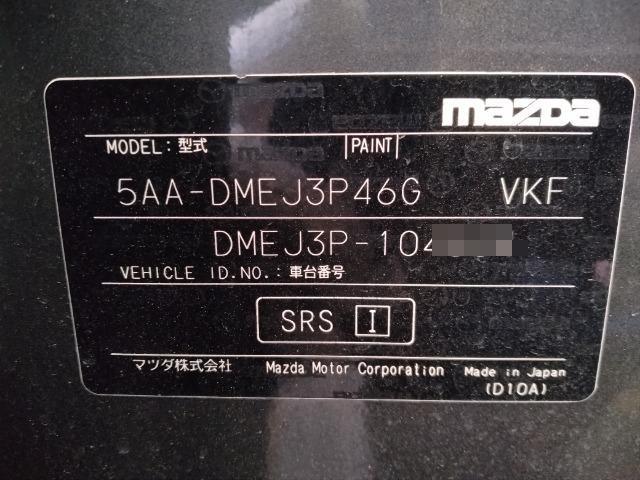 mazda
MODEL: 型式 PAINT
5AA-DMEJ3P46G VKF
DMEJ3P-104
VEHICLE ID.NO.: 車台番号
SRS I
マツダ株式会社 Mazda Motor Corporation Made in Japan
(D10A)